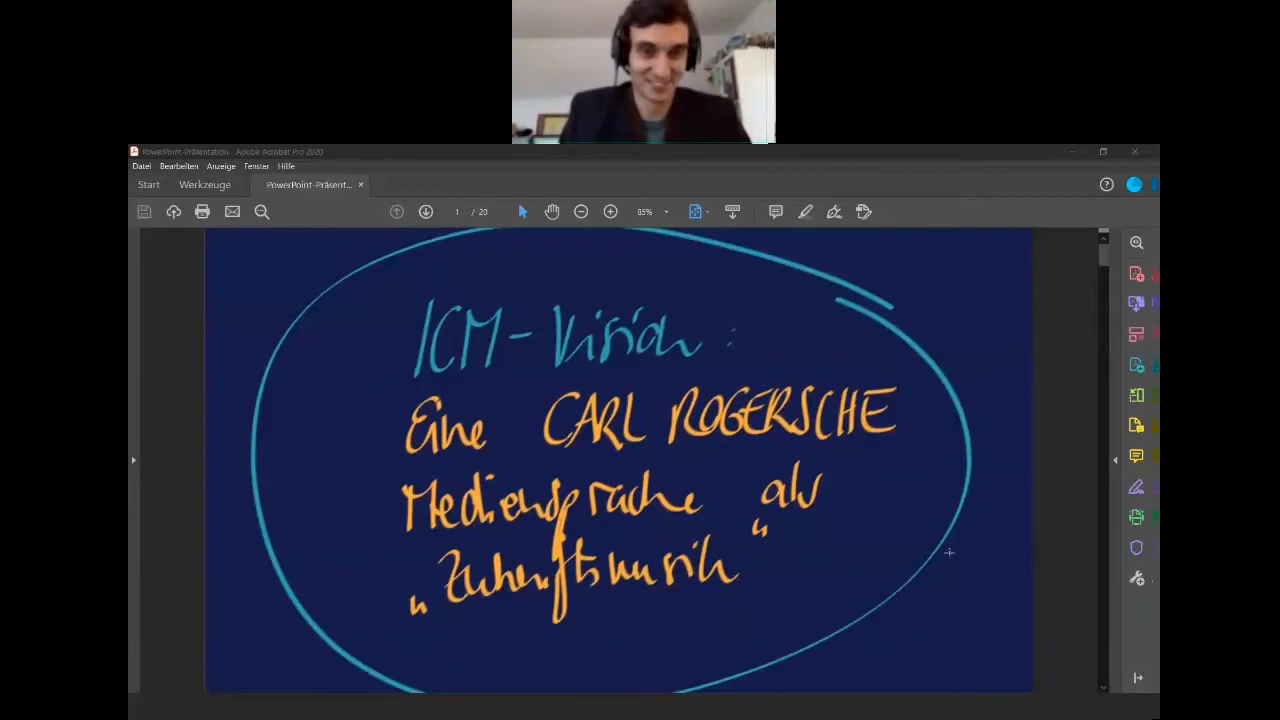 PowerPoint-Präsentation - Adobe Acrobat Pro 2020
Datei Bearbeiten Anzeige Fenster Hilfe
Start Werkzeuge PowerPoint-Präsent... ×
1 / 20 85%
ICM-Vision:
Eine CARL ROGERSCHE
Mediensprache als
„Zukunftsmusik“